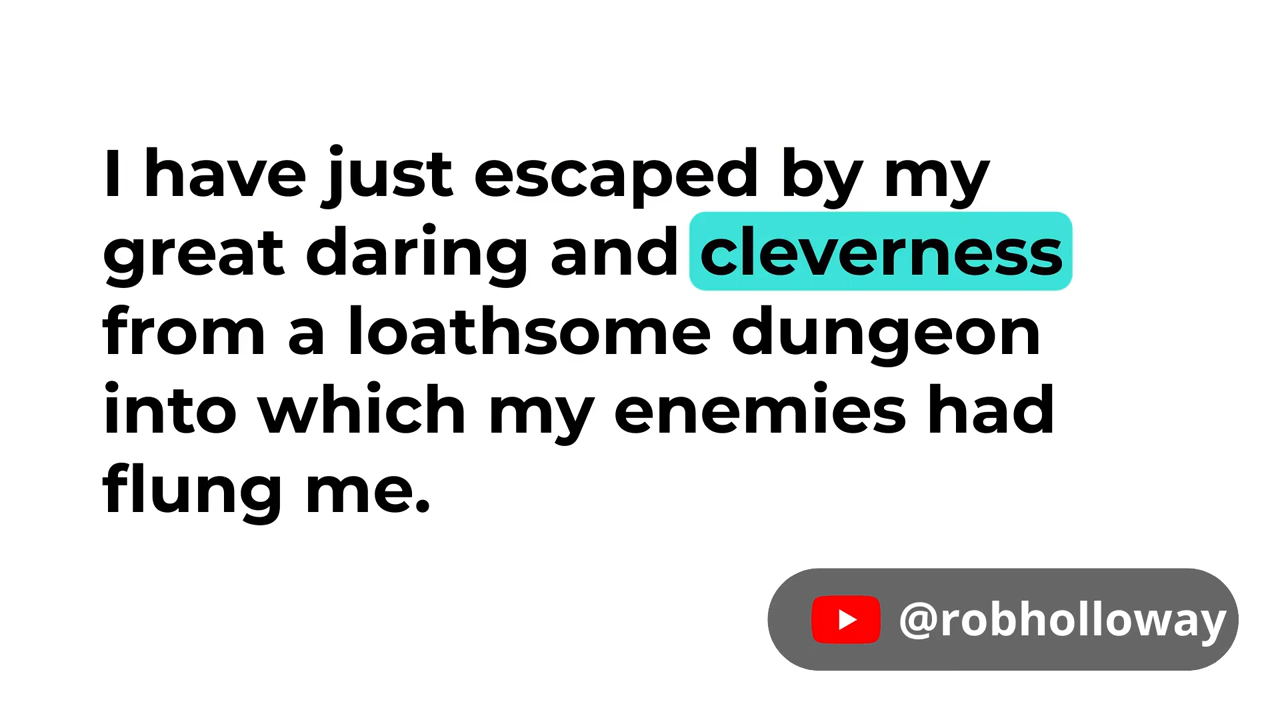 I have just escaped by my
great daring and cleverness
from a loathsome dungeon
into which my enemies had
flung me.
@robholloway